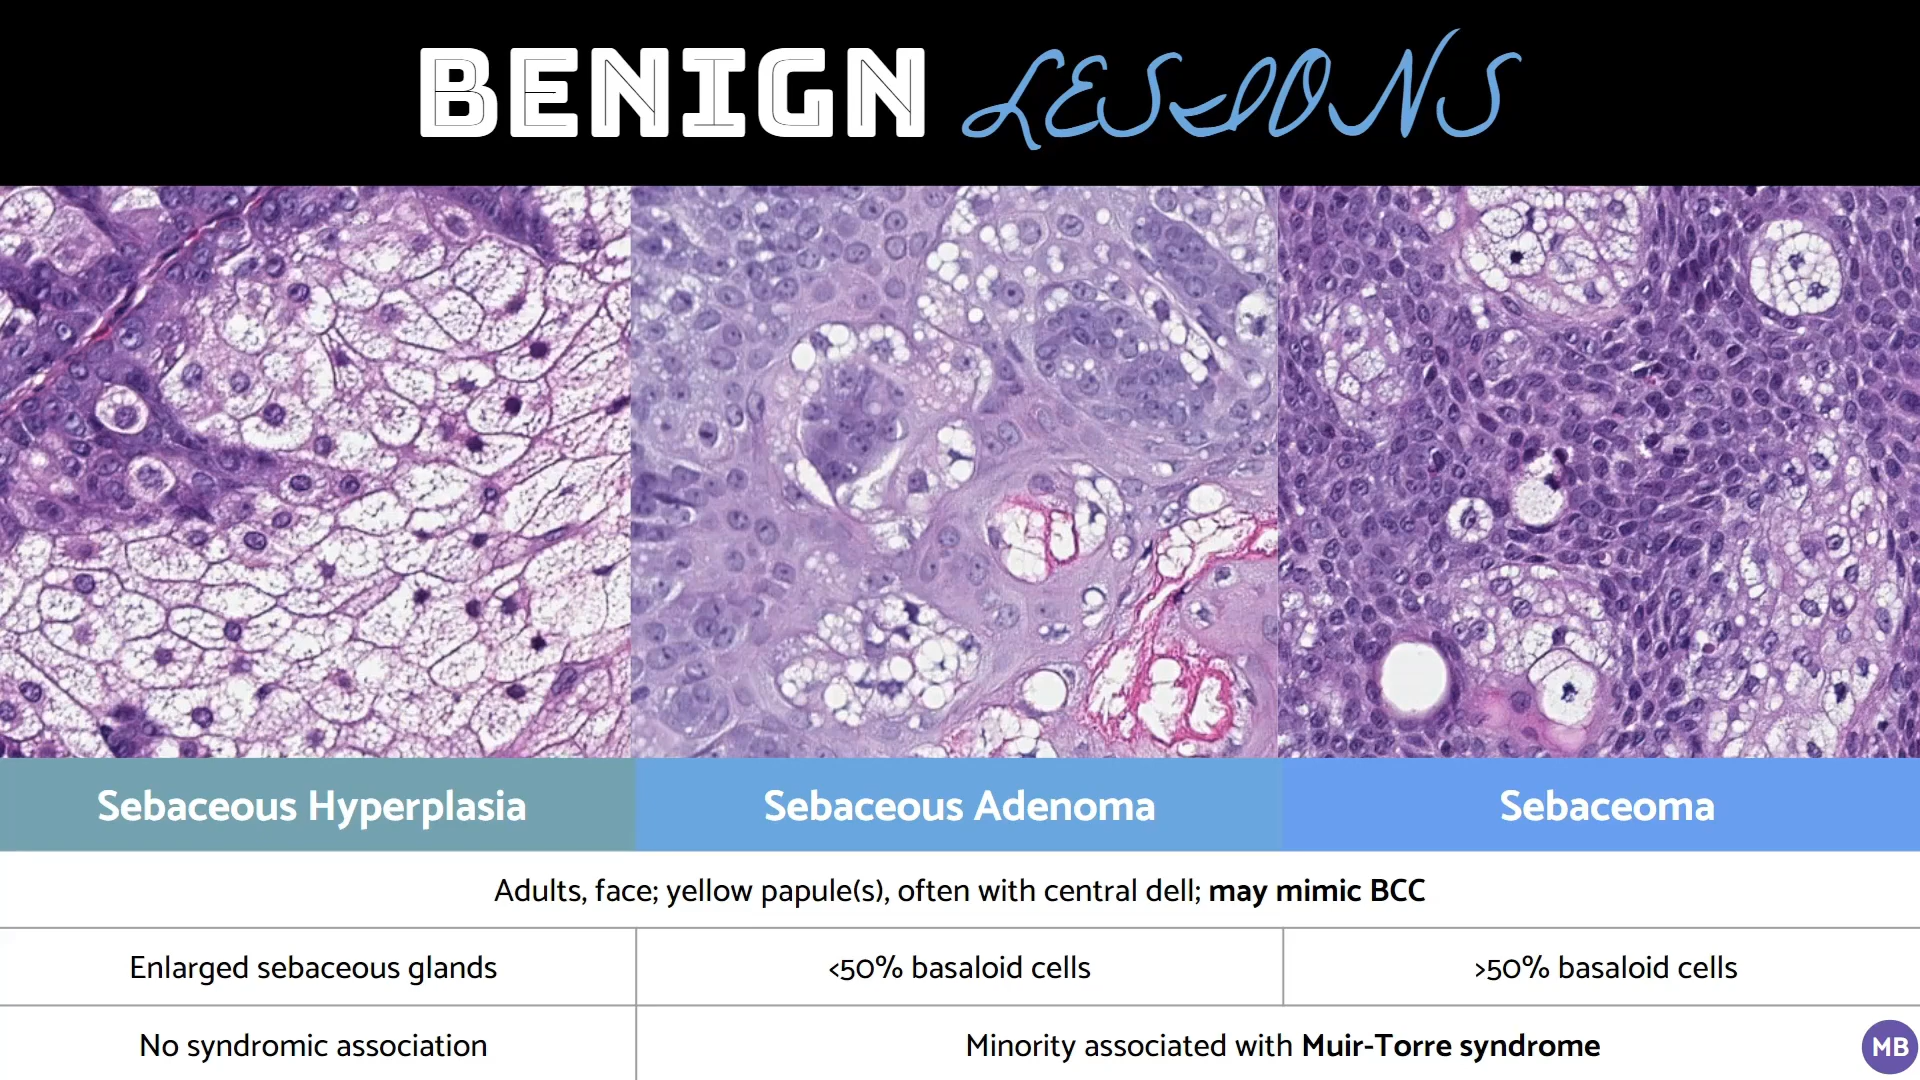 BENIGN LESIONS
Sebaceous Hyperplasia
Sebaceous Adenoma
Sebaceoma
Adults, face; yellow papule(s), often with central dell; may mimic BCC
Enlarged sebaceous glands
<50% basaloid cells
>50% basaloid cells
No syndromic association
Minority associated with Muir-Torre syndrome
MB